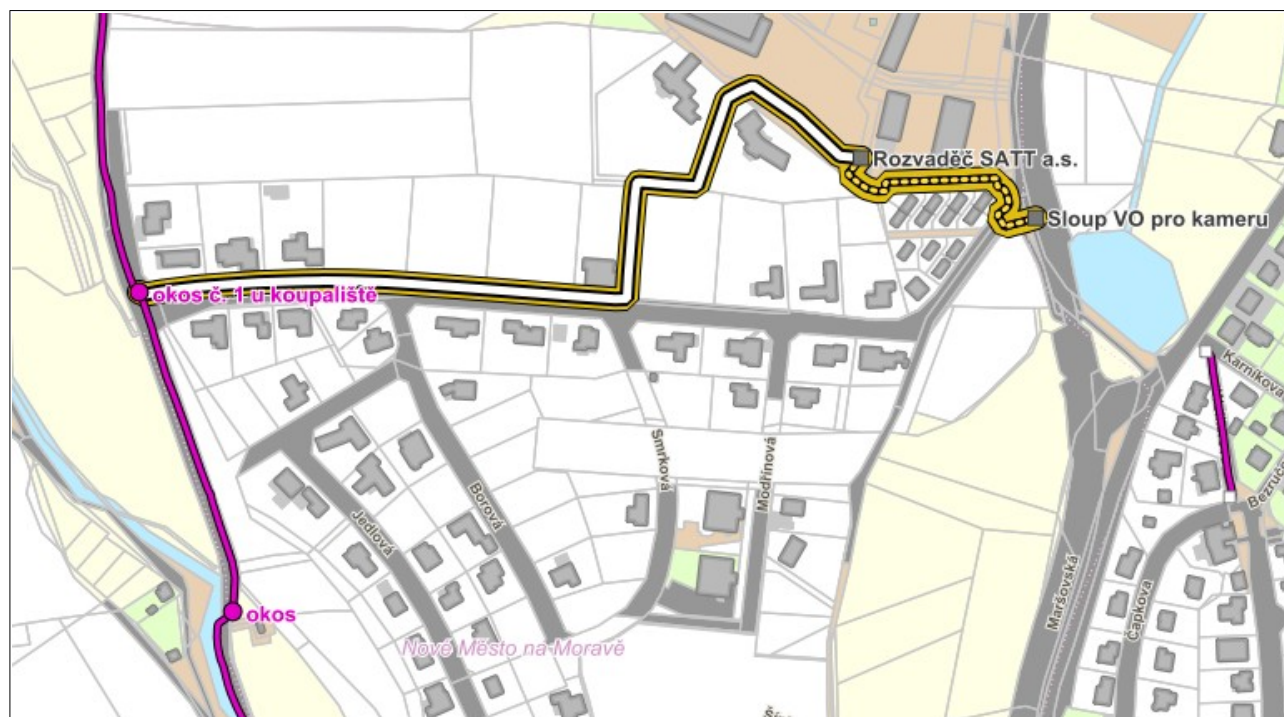 Rozvaděč SATT a.s.
Sloup VO pro kameru
okos č. 1 u koupaliště
Karníkova
Smrková
Modřínová
Borová
Jedlová
Maršovská
Čapkova
okos
Nové Město na Moravě